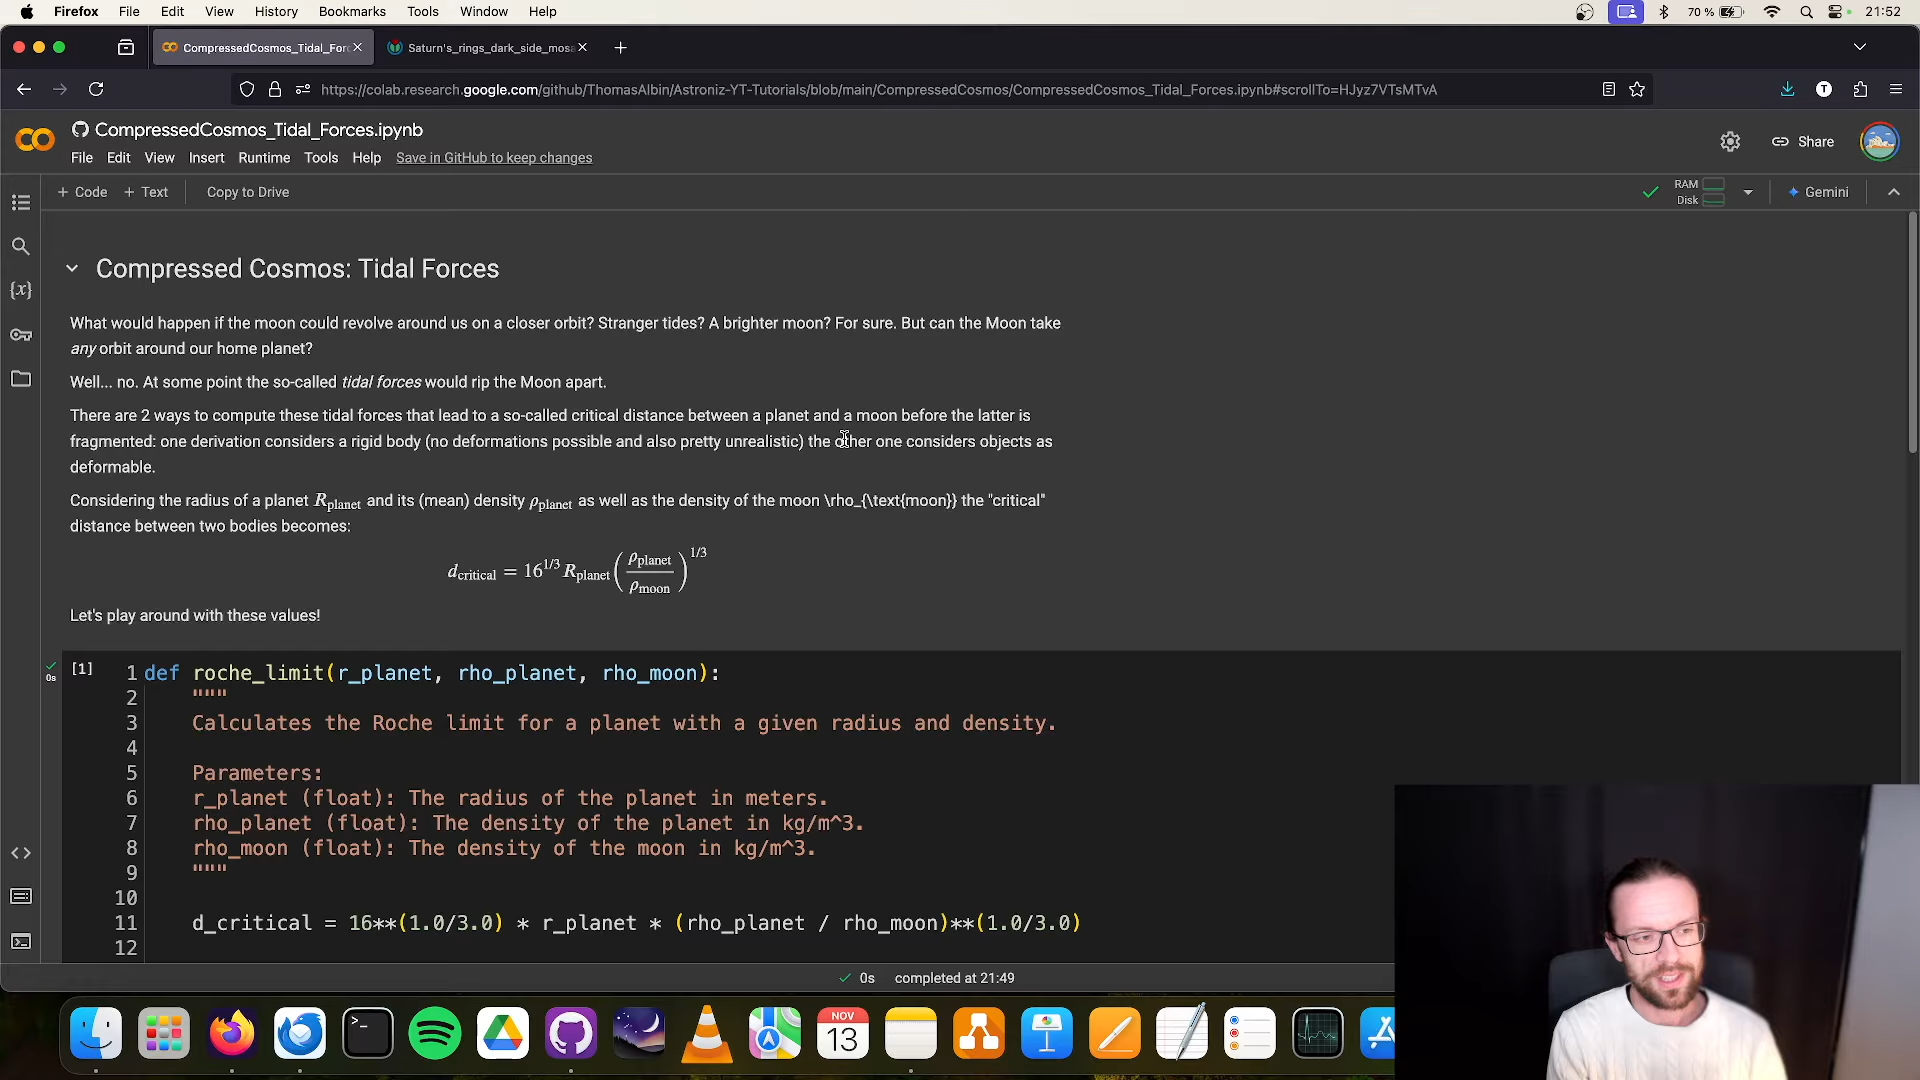 Firefox File Edit View History Bookmarks Tools Window Help 70 % 21:52
CompressedCosmos_Tidal_For Saturn's_rings_dark_side_mosa
https://colab.research.google.com/github/ThomasAlbin/Astroniz-YT-Tutorials/blob/main/CompressedCosmos/CompressedCosmos_Tidal_Forces.ipynb#scrollTo=HJyz7VTsMTvA T
CompressedCosmos_Tidal_Forces.ipynb
File Edit View Insert Runtime Tools Help Save in GitHub to keep changes Share
+ Code + Text Copy to Drive RAM Disk Gemini
Compressed Cosmos: Tidal Forces
What would happen if the moon could revolve around us on a closer orbit? Stranger tides? A brighter moon? For sure. But can the Moon take
any orbit around our home planet?
Well... no. At some point the so-called tidal forces would rip the Moon apart.
There are 2 ways to compute these tidal forces that lead to a so-called critical distance between a planet and a moon before the latter is
fragmented: one derivation considers a rigid body (no deformations possible and also pretty unrealistic) the other one considers objects as
deformable.
Considering the radius of a planet R_planet and its (mean) density ρ_planet as well as the density of the moon \rho_{\text{moon}} the "critical"
distance between two bodies becomes:
d_critical = 16^1/3 R_planet (ρ_planet / ρ_moon)^1/3
Let's play around with these values!
0s [1] 1 def roche_limit(r_planet, rho_planet, rho_moon):
2 """
3 Calculates the Roche limit for a planet with a given radius and density.
4
5 Parameters:
6 r_planet (float): The radius of the planet in meters.
7 rho_planet (float): The density of the planet in kg/m^3.
8 rho_moon (float): The density of the moon in kg/m^3.
9 """
10
11 d_critical = 16**(1.0/3.0) * r_planet * (rho_planet / rho_moon)**(1.0/3.0)
12
0s completed at 21:49
NOV
13